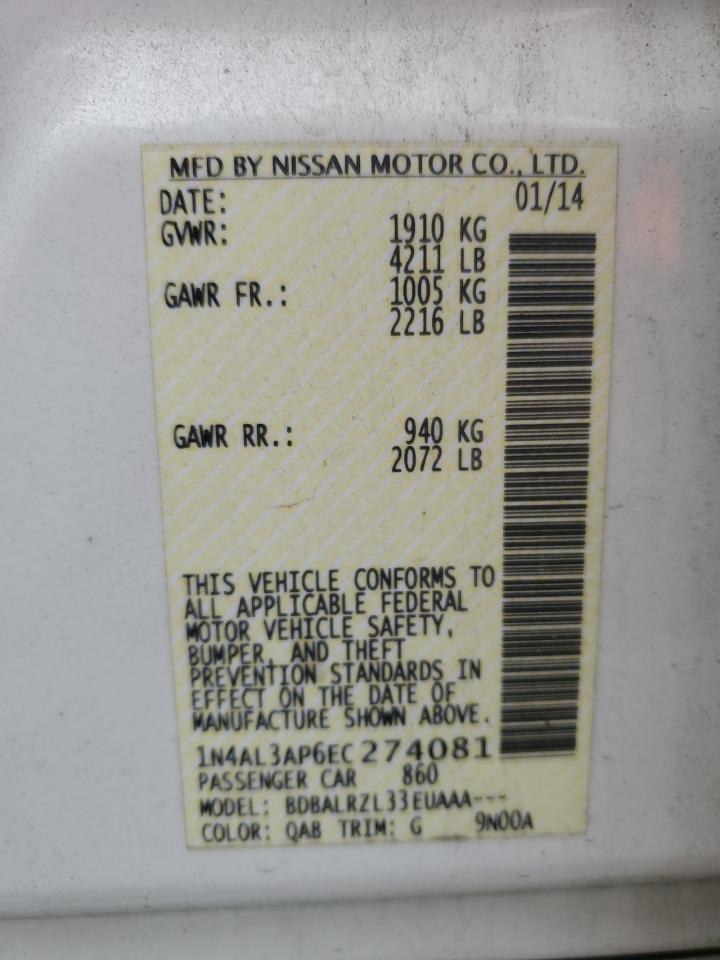 MFD BY NISSAN MOTOR CO., LTD.
DATE: 01/14
GVWR: 1910 KG
4211 LB
GAWR FR.: 1005 KG
2216 LB
GAWR RR.: 940 KG
2072 LB
THIS VEHICLE CONFORMS TO
ALL APPLICABLE FEDERAL
MOTOR VEHICLE SAFETY,
BUMPER, AND THEFT
PREVENTION STANDARDS IN
EFFECT ON THE DATE OF
MANUFACTURE SHOWN ABOVE.
1N4AL3AP6EC274081
PASSENGER CAR 860
MODEL: BDBALRZL33EUAAA---
COLOR: QAB TRIM: G 9N00A